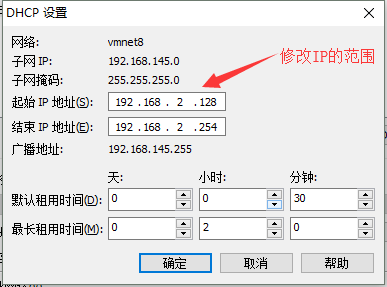 DHCP 设置
网络: vmnet8
子网 IP: 192.168.145.0
子网掩码: 255.255.255.0
修改IP的范围
起始 IP 地址(S): 192 . 168 . 2 . 128
结束 IP 地址(E): 192 . 168 . 2 . 254
广播地址: 192.168.145.255
天: 小时: 分钟:
默认租用时间(D): 0 0 30
最长租用时间(M): 0 2 0
确定 取消 帮助